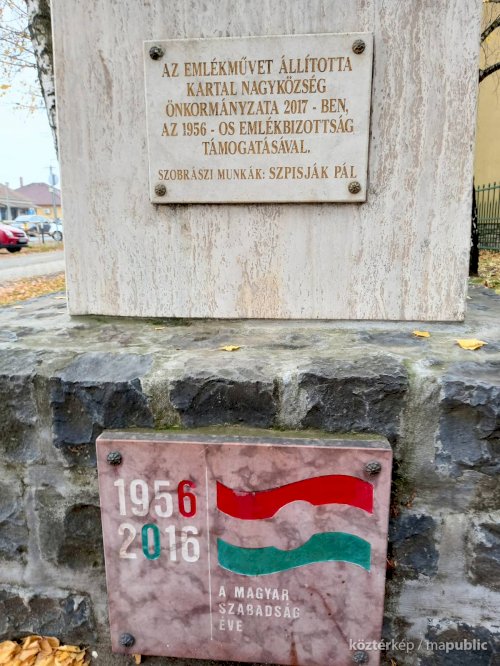 AZ EMLÉKMŰVET ÁLLÍTOTTA
KARTAL NAGYKÖZSÉG
ÖNKORMÁNYZATA 2017 - BEN,
AZ 1956 - OS EMLÉKBIZOTTSÁG
TÁMOGATÁSÁVAL.
SZOBRÁSZI MUNKÁK: SZPISJÁK PÁL
1956
2016
A MAGYAR
SZABADSÁG
ÉVE
köztérkép / mapublic